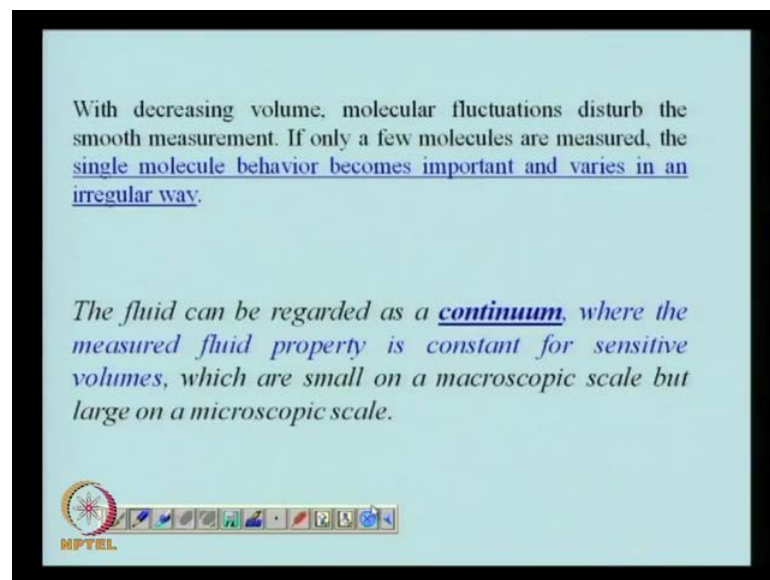 With decreasing volume, molecular fluctuations disturb the
smooth measurement. If only a few molecules are measured, the
single molecule behavior becomes important and varies in an
irregular way.
The fluid can be regarded as a continuum, where the
measured fluid property is constant for sensitive
volumes, which are small on a macroscopic scale but
large on a microscopic scale.
NPTEL